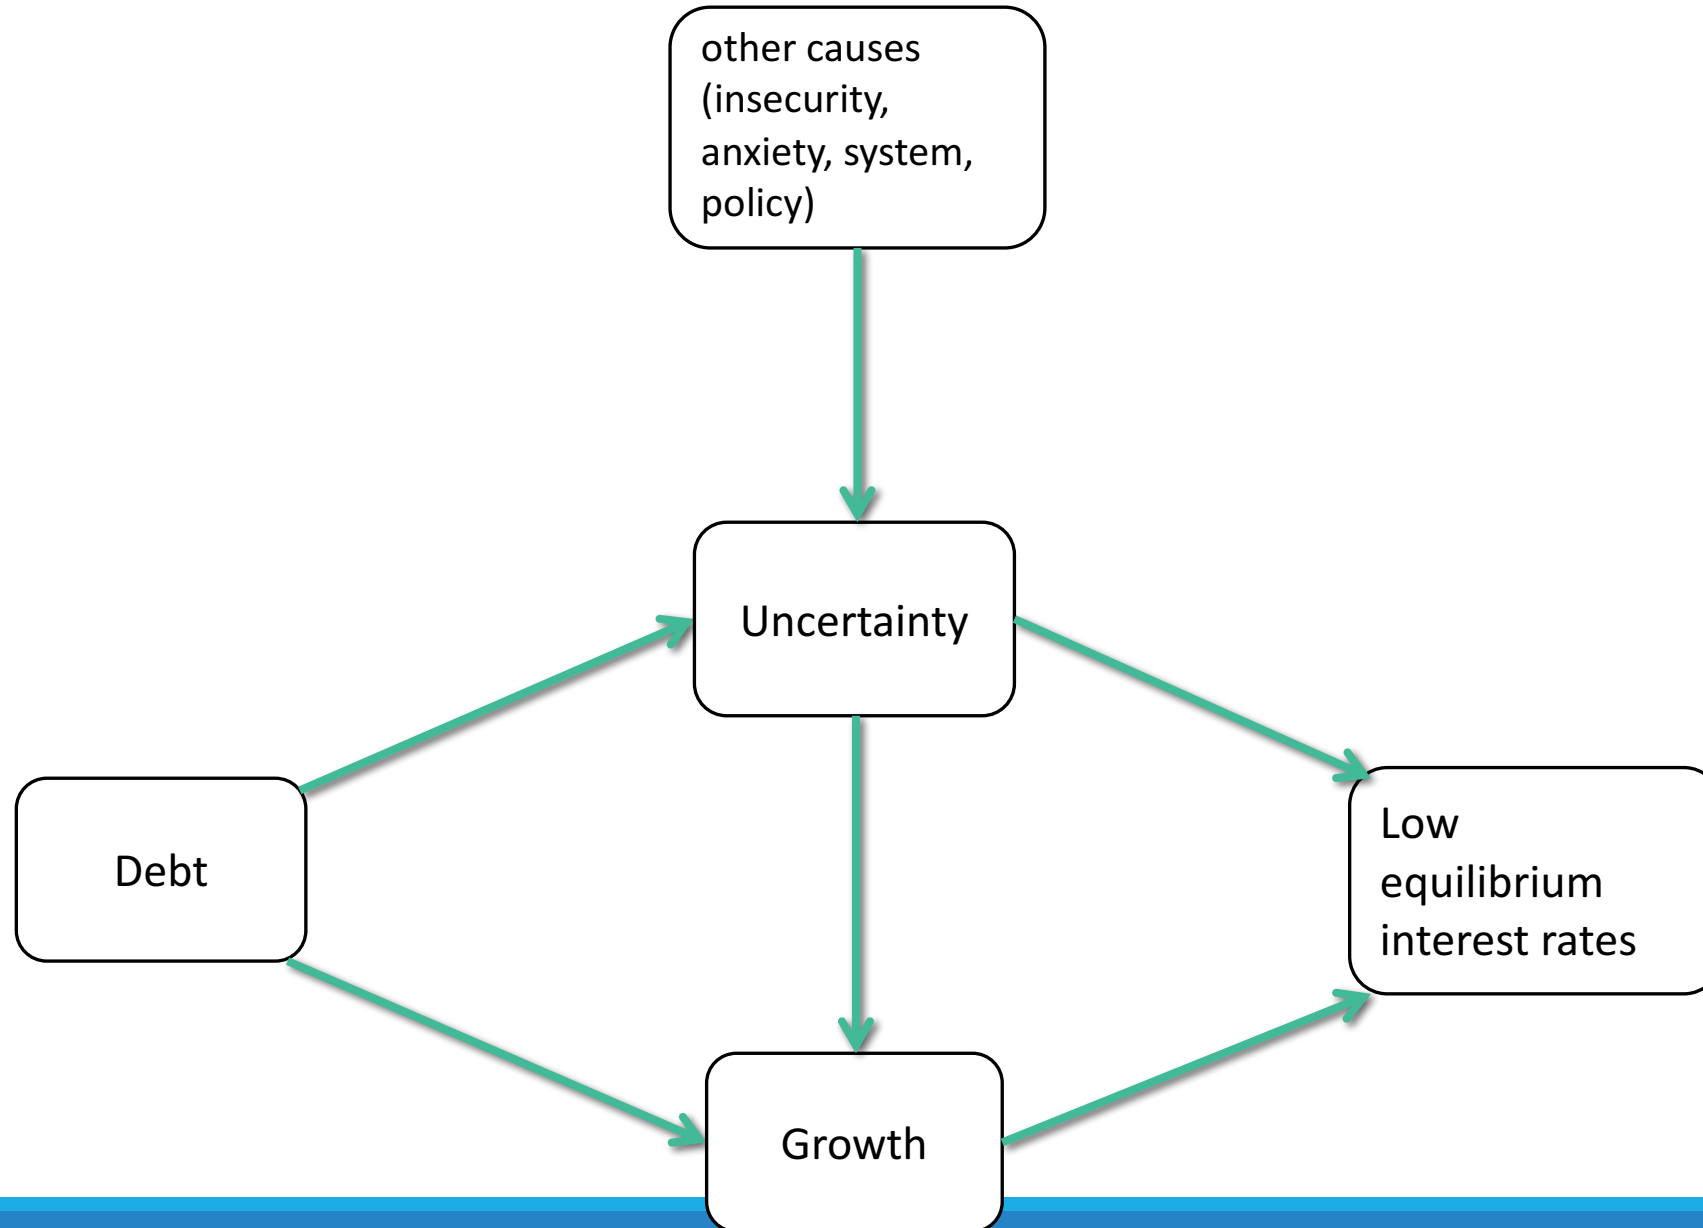 other causes
(insecurity,
anxiety, system,
policy)
Uncertainty
Debt
Low
equilibrium
interest rates
Growth